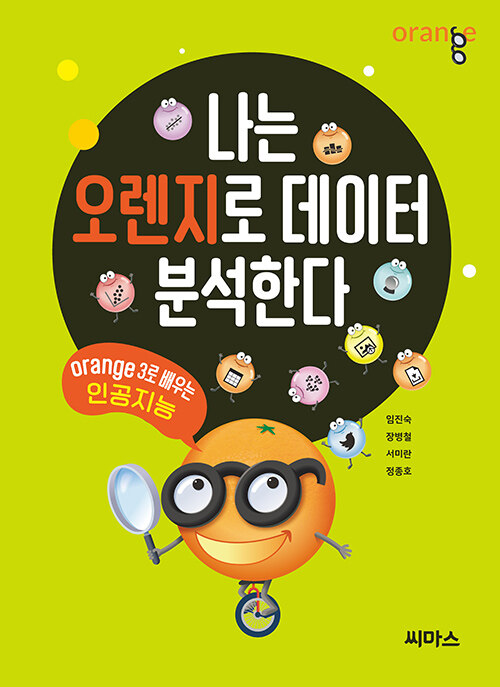 orange
나는
오렌지로 데이터
분석한다
orange 3로 배우는
인공지능
임진숙
장병철
서미란
정종호
씨마스